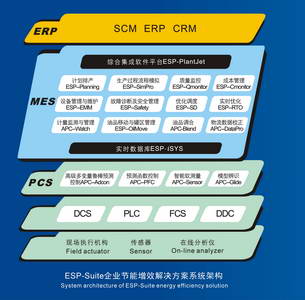 ERP
SCM ERP CRM
综合集成软件平台ESP-PlantJet
MES
计划排产
ESP-Planning
生产过程流程模拟
ESP-SimPro
质量监控
ESP-Qmonitor
成本管理
ESP-Cmonitor
设备管理与维护
ESP-EMM
故障诊断及安全管理
ESP-Safety
优化调度
ESP-SD
实时优化
ESP-RTO
计量监测与管理
APC-Watch
油品移动与罐区管理
ESP-OilMove
油品调合
APC-Blend
物流数据校正
APC-DataPro
实时数据库ESP-iSYS
PCS
高级多变量鲁棒预测
控制APC-Adcon
预测函数控制
APC-PFC
智能软测量
APC-Sensor
模型辨识
APC-Glide
DCS
PLC
FCS
DDC
现场执行机构
Field actuator
传感器
Sensor
在线分析仪
On-line analyzer
ESP-Suite企业节能增效解决方案系统架构
System architecture of ESP-Suite energy efficiency solution